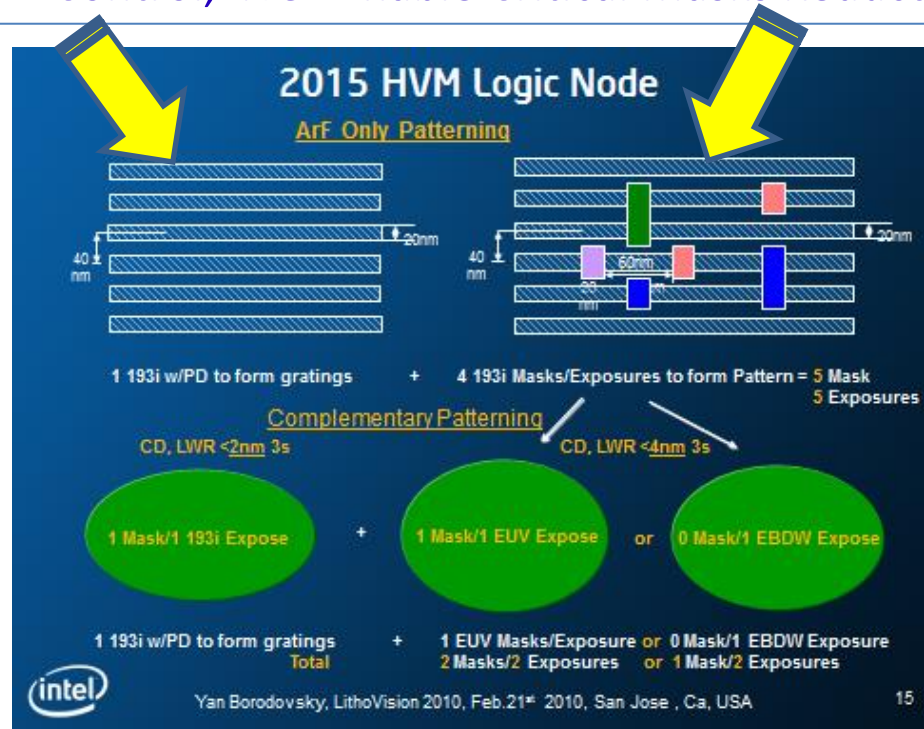 2015 HVM Logic Node
ArF Only Patterning
20nm
40
nm
40
nm
60nm
20nm
nm
1 193i w/PD to form gratings + 4 193i Masks/Exposures to form Pattern = 5 Mask
5 Exposures
Complementary Patterning
CD, LWR <2nm 3s
CD, LWR <4nm 3s
1 Mask/1 193i Expose + 1 Mask/1 EUV Expose or 0 Mask/1 EBDW Expose
1 193i w/PD to form gratings + 1 EUV Masks/Exposure or 0 Mask/1 EBDW Exposure
Total 2 Masks/2 Exposures or 1 Mask/2 Exposures
intel
Yan Borodovsky, LithoVision 2010, Feb.21st 2010, San Jose , Ca, USA
15